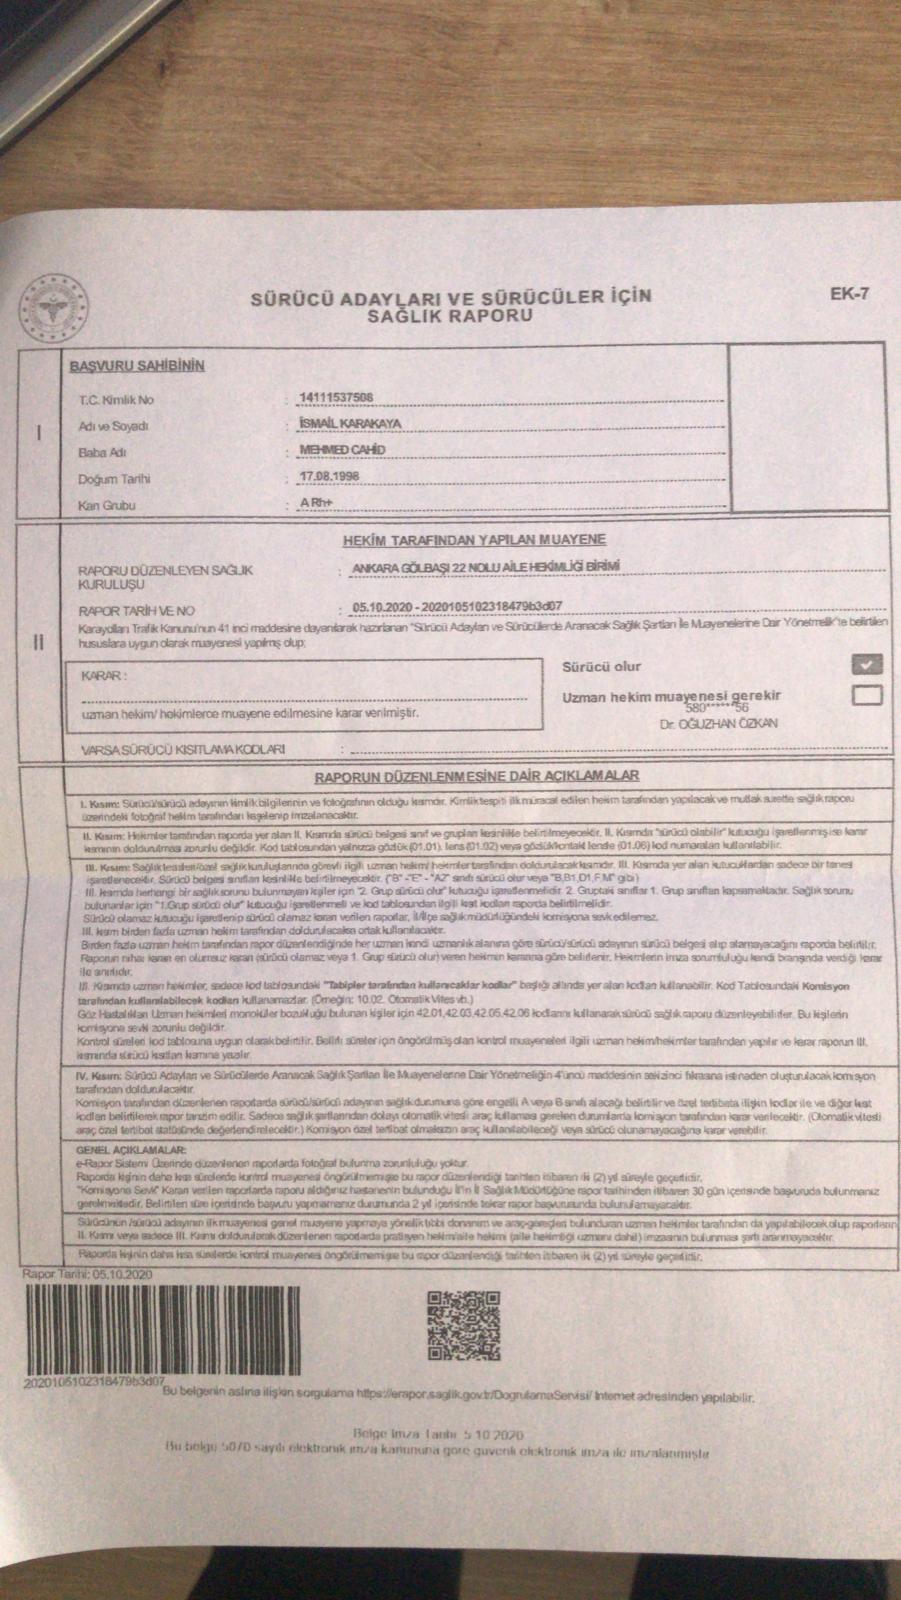 SÜRÜCÜ ADAYLARI VE SÜRÜCÜLER İÇİN
SAĞLIK RAPORU
EK-7
I
BAŞVURU SAHİBİNİN
T.C. Kimlik No : 14111537508
Adı ve Soyadı : İSMAİL KARAKAYA
Baba Adı : MEHMED CAHİD
Doğum Tarihi : 17.08.1998
Kan Grubu : A Rh+
II
HEKİM TARAFINDAN YAPILAN MUAYENE
RAPORU DÜZENLEYEN SAĞLIK : ANKARA GÖLBAŞI 22 NOLU AİLE HEKİMLİĞİ BİRİMİ
KURULUŞU
RAPOR TARİH VE NO : 05.10.2020 - 2020105102318479b3d07
Karayolları Trafik Kanunu'nun 41 inci maddesine dayanılarak hazırlanan "Sürücü Adayları ve Sürücülerde Aranacak Sağlık Şartları İle Muayenelerine Dair Yönetmelik"te belirtilen
hususlara uygun olarak muayenesi yapılmış olup;
KARAR :
uzman hekim/ hekimlerce muayene edilmesine karar verilmiştir.
Sürücü olur
Uzman hekim muayenesi gerekir
580******56
Dr. OĞUZHAN ÖZKAN
VARSA SÜRÜCÜ KISITLAMA KODLARI :
RAPORUN DÜZENLENMESİNE DAİR AÇIKLAMALAR
I. Kısım: Sürücü/sürücü adayının kimlik bilgilerinin ve fotoğrafının olduğu kısımdır. Kimlik tespiti ilk müracat edilen hekim tarafından yapılacak ve mutlak surette sağlık raporu
üzerindeki fotoğraf hekim tarafından kaşelenip imzalanacaktır.
II. Kısım: Hekimler tarafından raporda yer alan II. Kısımda sürücü belgesi sınıf ve grupları kesinlikle belirtilmeyecektir. II. Kısımda "sürücü olabilir" kutucuğu işaretlenmiş ise karar
kısmının doldurulması zorunlu değildir. Kod tablosundan yalnızca gözlük (01.01), lens (01.02) veya gözlük/kontakt lensle (01.06) kod numaraları kullanılabilir.
III. Kısım: Sağlık tesisleri/özel sağlık kuruluşlarında görevli ilgili uzman hekim/ hekimler tarafından doldurulacak kısımdır. III. Kısımda yer alan kutucuklardan sadece bir tanesi
işaretlenecektir. Sürücü belgesi sınıfları kesinlikle belirtilmeyecektir. ("B" -"E" - "A2" sınıfı sürücü olur veya "B,B1,D1,F,M" gibi)
III. kısımda herhangi bir sağlık sorunu bulunmayan kişiler için "2. Grup sürücü olur" kutucuğu işaretlenmelidir. 2. Gruptaki sınıflar 1. Grup sınıfları kapsamaktadır. Sağlık sorunu
bulunanlar için "1.Grup sürücü olur" kutucuğu işaretlenmeli ve kod tablosundan ilgili kısıt kodları raporda belirtilmelidir.
Sürücü olamaz kutucuğu işaretlenip sürücü olamaz kararı verilen raporlar, il/ilçe sağlık müdürlüğündeki komisyona sevk edilemez.
III. kısım birden fazla uzman hekim tarafından doldurulacaksa ortak kullanılacaktır.
Birden fazla uzman hekim tarafından rapor düzenlendiğinde her uzman kendi uzmanlık alanına göre sürücü/sürücü adayının sürücü belgesi alıp alamayacağını raporda belirtilir.
Raporun nihai kararı en olumsuz kararı (sürücü olamaz veya 1. Grup sürücü olur) veren hekimin kararına göre belirlenir. Hekimlerin imza sorumluluğu kendi branşında verdiği karar
ile sınırlıdır.
III. Kısımda uzman hekimler, sadece kod tablosundaki "Tabipler tarafından kullanılacaklar kodlar" başlığı altında yer alan kodları kullanabilir. Kod Tablosundaki Komisyon
tarafından kullanılabilecek kodları kullanamazlar. (Örneğin; 10.02. Otomatik Vites vb.)
Göz Hastalıkları Uzman hekimleri monoküler bozukluğu bulunan kişiler için 42.01,42.03,42.05,42.06 kodlarını kullanarak sürücü sağlık raporu düzenleyebilirler. Bu kişilerin
komisyona sevki zorunlu değildir.
Kontrol süreleri kod tablosuna uygun olarak belirtilir. Belirli süreler için öngörülmüş olan kontrol muayeneleri ilgili uzman hekim/hekimler tarafından yapılır ve karar raporun III.
kısmında sürücü kısıtları kısmına yazılır.
IV. Kısım: Sürücü Adayları ve Sürücülerde Aranacak Sağlık Şartları İle Muayenelerine Dair Yönetmeliğin 4'üncü maddesinin sekizinci fıkrasına istinaden oluşturulacak komisyon
tarafından doldurulacaktır.
Komisyon tarafından düzenlenen raporlarda sürücü/sürücü adayının sağlık durumuna göre engelli A veya B sınıfı alacağı belirtilir ve özel tertibata ilişkin kodlar ile diğer kısıt
kodları belirtilerek rapor tanzim edilir. Sadece sağlık şartlarından dolayı otomatik vitesli araç kullanması gereken durumlarda komisyon tarafından karar verilecektir. (Otomatik vitesli
araç özel tertibat statüsünde değerlendirelecektir.) Komisyon özel tertibat olmaksızın araç kullanılabileceği veya sürücü olunamayacağına karar verebilir.
GENEL AÇIKLAMALAR:
e-Rapor Sistemi Üzerinde düzenlenen raporlarda fotoğraf bulunma zorunluluğu yoktur.
Raporda kişinin daha kısa sürelerde kontrol muayenesi öngörülmemişse bu rapor düzenlendiği tarihten itibaren iki (2) yıl süreyle geçerlidir.
"Komisyona Sevk" Kararı verilen raporlarda raporu aldığınız hastanenin bulunduğu İl'in İl Sağlık Müdürlüğüne rapor tarihinden itibaren 30 gün içerisinde başvuruda bulunmanız
gerekmektedir. Belirtilen süre içerisinde başvuru yapmamanız durumunda 2 yıl içerisinde tekrar rapor başvurusunda bulunulamayacaktır.
Sürücünün /sürücü adayının ilk muayenesi genel muayene yapmaya yönelik tıbbi donanım ve araç-gereçleri bulunduran uzman hekimler tarafından da yapılabilecek olup raporların
II. Kısmı veya sadece III. Kısmı doldurularak düzenlenen raporlarda pratisyen hekim/aile hekimi (aile hekimliği uzmanı dahil) imzasının bulunması şartı aranmayacaktır.
Raporda kişinin daha kısa sürelerde kontrol muayenesi öngörülmemişse bu rapor düzenlendiği tarihten itibaren iki (2) yıl süreyle geçerlidir.
Rapor Tarihi: 05.10.2020
2020105102318479b3d07
Bu belgenin aslına ilişkin sorgulama https://erapor.saglik.gov.tr/DogrulamaServisi/ İnternet adresinden yapılabilir.
Belge İmza Tarihi 5 10 2020
Bu belge 5070 sayılı elektronik imza kanununa göre güvenli elektronik imza ile imzalanmıştır